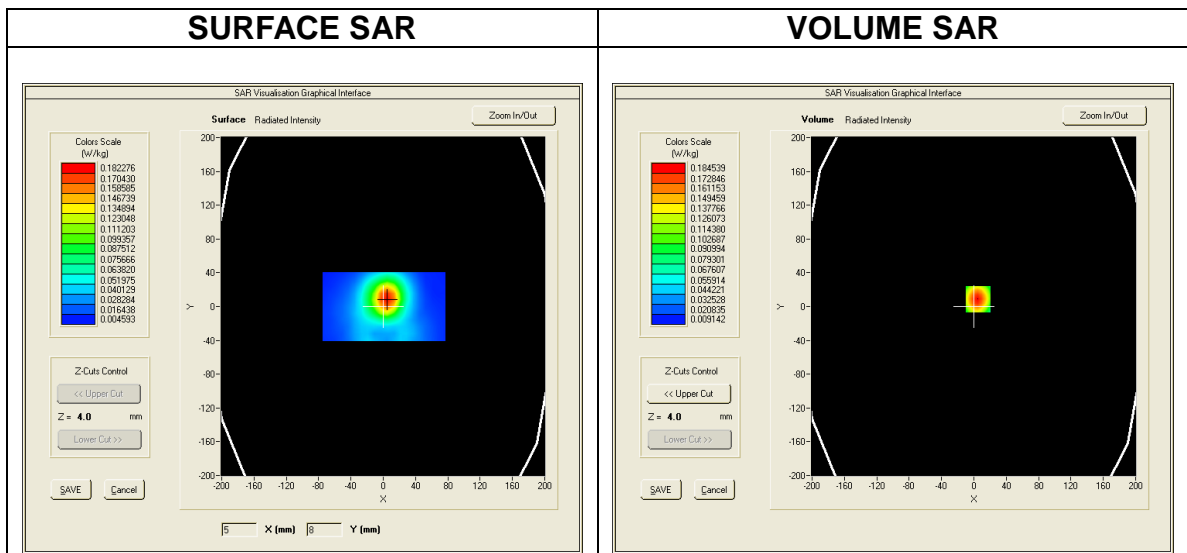 SURFACE SAR
VOLUME SAR
SAR Visualisation Graphical Interface
Surface Radiated Intensity
Zoom In/Out
Colors Scale
(W/kg)
0.182276
0.170430
0.158585
0.146739
0.134894
0.123048
0.111203
0.099357
0.087512
0.075666
0.063820
0.051975
0.040129
0.028284
0.016438
0.004593
Z-Cuts Control
<< Upper Cut
Z = 4.0 mm
Lower Cut >>
SAVE
Cancel
200
160
120
80
40
0
-40
-80
-120
-160
-200
Y
-200 -160 -120 -80 -40 0 40 80 120 160 200
X
5 X (mm) 8 Y (mm)
SAR Visualisation Graphical Interface
Volume Radiated Intensity
Zoom In/Out
Colors Scale
(W/kg)
0.184539
0.172846
0.161153
0.149459
0.137766
0.126073
0.114380
0.102687
0.090994
0.079301
0.067607
0.055914
0.044221
0.032528
0.020835
0.009142
Z-Cuts Control
<< Upper Cut
Z = 4.0 mm
Lower Cut >>
SAVE
Cancel
200
160
120
80
40
0
-40
-80
-120
-160
-200
Y
-200 -160 -120 -80 -40 0 40 80 120 160 200
X